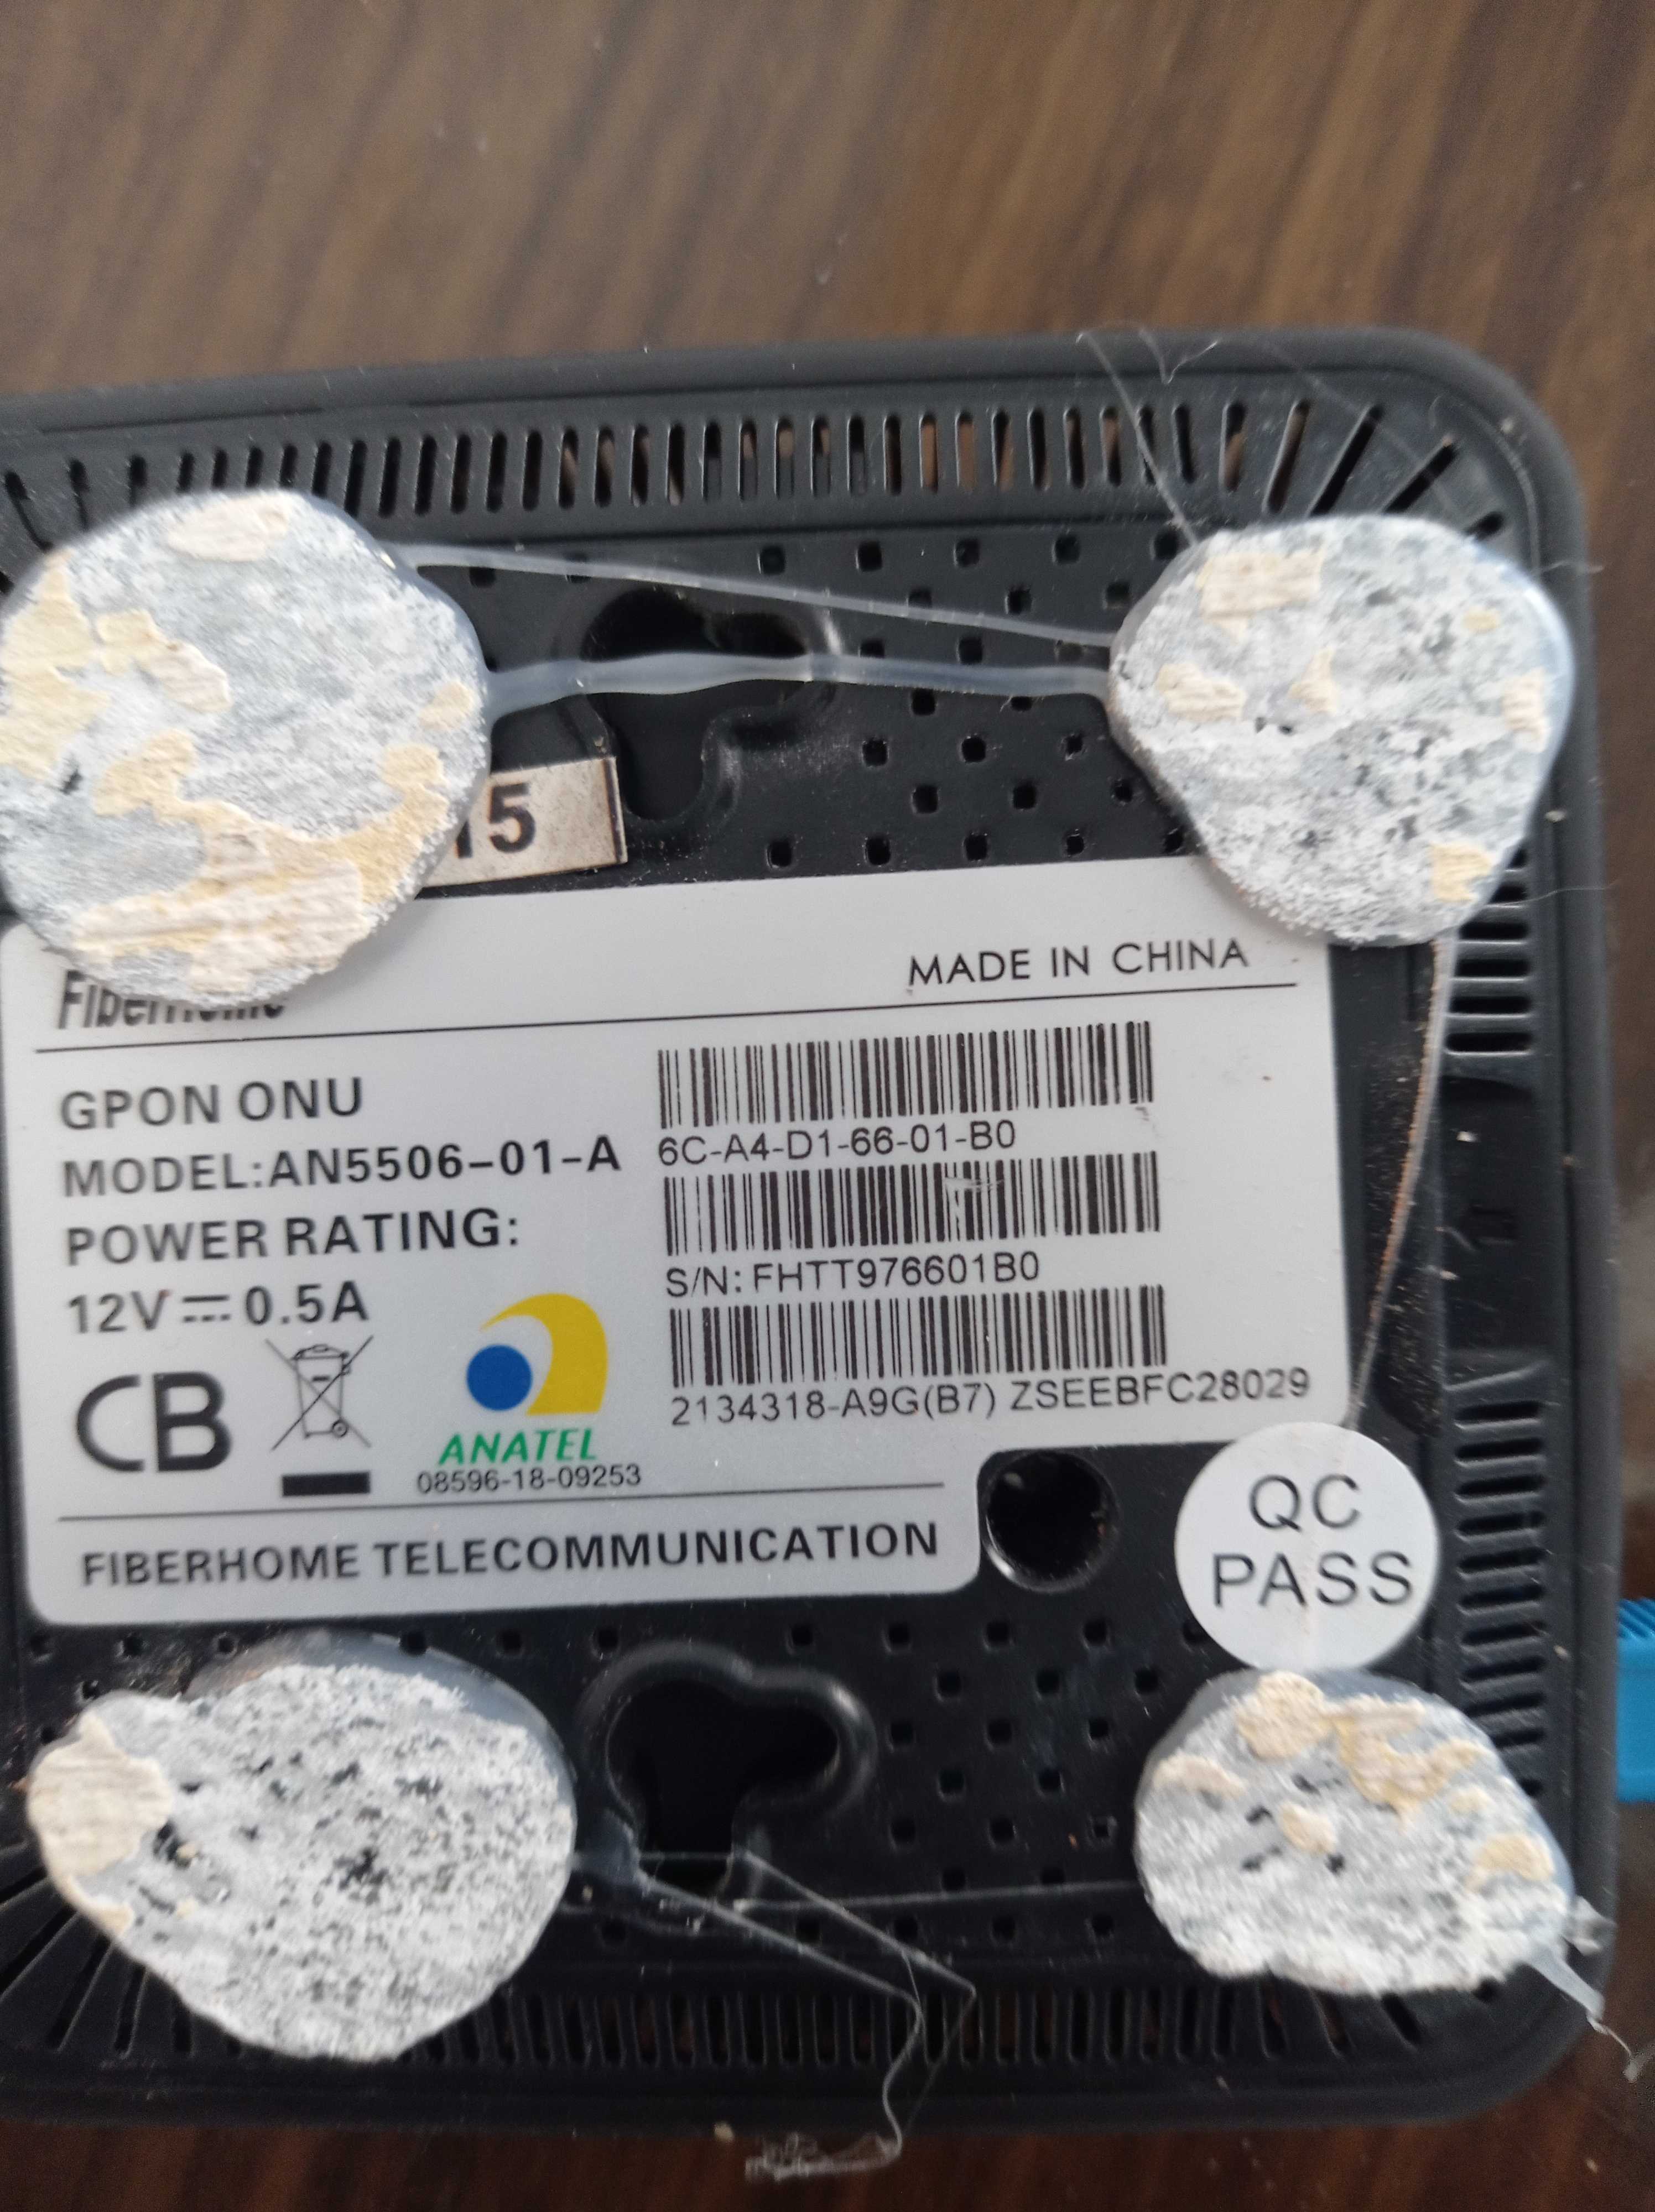 15
FiberHome
MADE IN CHINA
GPON ONU
MODEL:AN5506-01-A
POWER RATING:
12V⎓0.5A
6C-A4-D1-66-01-B0
S/N: FHTT976601B0
2134318-A9G(B7) ZSEEBFC28029
CB
ANATEL
08596-18-09253
FIBERHOME TELECOMMUNICATION
QC
PASS